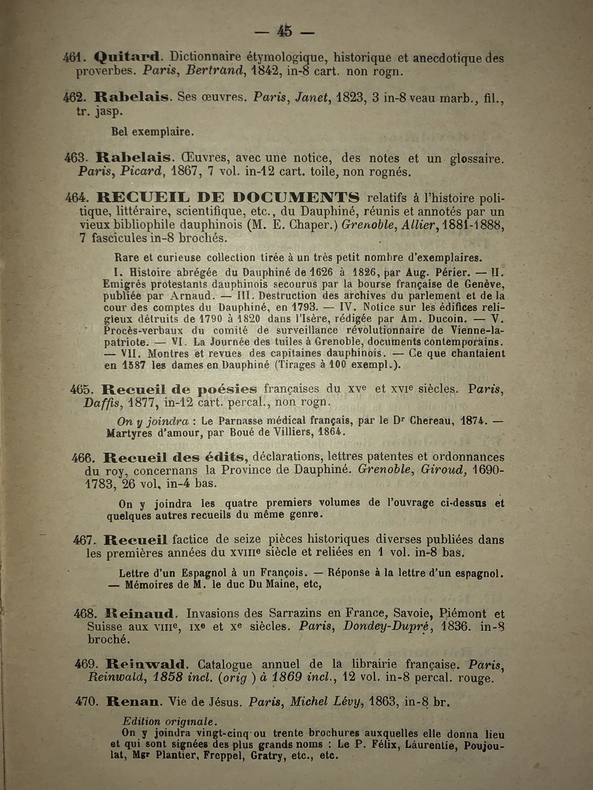 — 45 —
461. Quitard. Dictionnaire étymologique, historique et anecdotique des
proverbes. Paris, Bertrand, 1842, in-8 cart. non rogn.
462. Rabelais. Ses œuvres. Paris, Janet, 1823, 3 in-8 veau marb., fil.,
tr. jasp.
Bel exemplaire.
463. Rabelais. Œuvres, avec une notice, des notes et un glossaire.
Paris, Picard, 1867, 7 vol. in-12 cart. toile, non rognés.
464. RECUEIL DE DOCUMENTS relatifs à l'histoire poli-
tique, littéraire, scientifique, etc., du Dauphiné, réunis et annotés par un
vieux bibliophile dauphinois (M. E. Chaper.) Grenoble, Allier, 1881-1888,
7 fascicules in-8 brochés.
Rare et curieuse collection tirée à un très petit nombre d'exemplaires.
I. Histoire abrégée du Dauphiné de 1626 à 1826, par Aug. Périer. — II.
Emigrés protestants dauphinois secourus par la bourse française de Genève,
publiée par Arnaud. — III. Destruction des archives du parlement et de la
cour des comptes du Dauphiné, en 1793. — IV. Notice sur les édifices reli-
gieux détruits de 1790 à 1820 dans l'Isère, rédigée par Am. Ducoin. — V.
Procès-verbaux du comité de surveillance révolutionnaire de Vienne-la-
patriote. — VI. La Journée des tuiles à Grenoble, documents contemporains.
— VII. Montres et revues des capitaines dauphinois. — Ce que chantaient
en 1587 les dames en Dauphiné (Tirages à 100 exempl.).
465. Recueil de poésies françaises du XVe et XVIe siècles. Paris,
Daffis, 1877, in-12 cart. percal., non rogn.
On y joindra : Le Parnasse médical français, par le Dr Chereau, 1874. —
Martyres d'amour, par Boué de Villiers, 1864.
466. Recueil des édits, déclarations, lettres patentes et ordonnances
du roy, concernans la Province de Dauphiné. Grenoble, Giroud, 1690-
1783, 26 vol, in-4 bas.
On y joindra les quatre premiers volumes de l'ouvrage ci-dessus et
quelques autres recueils du même genre.
467. Recueil factice de seize pièces historiques diverses publiées dans
les premières années du XVIIIe siècle et reliées en 1 vol. in-8 bas.
Lettre d'un Espagnol à un François. — Réponse à la lettre d'un espagnol.
— Mémoires de M. le duc Du Maine, etc,
468. Reinaud. Invasions des Sarrazins en France, Savoie, Piémont et
Suisse aux VIIIe, IXe et Xe siècles. Paris, Dondey-Dupré, 1836. in-8
broché.
469. Reinwald. Catalogue annuel de la librairie française. Paris,
Reinwald, 1858 incl. (orig ) à 1869 incl., 12 vol. in-8 percal. rouge.
470. Renan. Vie de Jésus. Paris, Michel Lévy, 1863, in-8 br.
Edition originale.
On y joindra vingt-cinq ou trente brochures auxquelles elle donna lieu
et qui sont signées des plus grands noms : Le P. Félix, Laurentie, Poujou-
lat, Mgr Plantier, Freppel, Gratry, etc., etc.